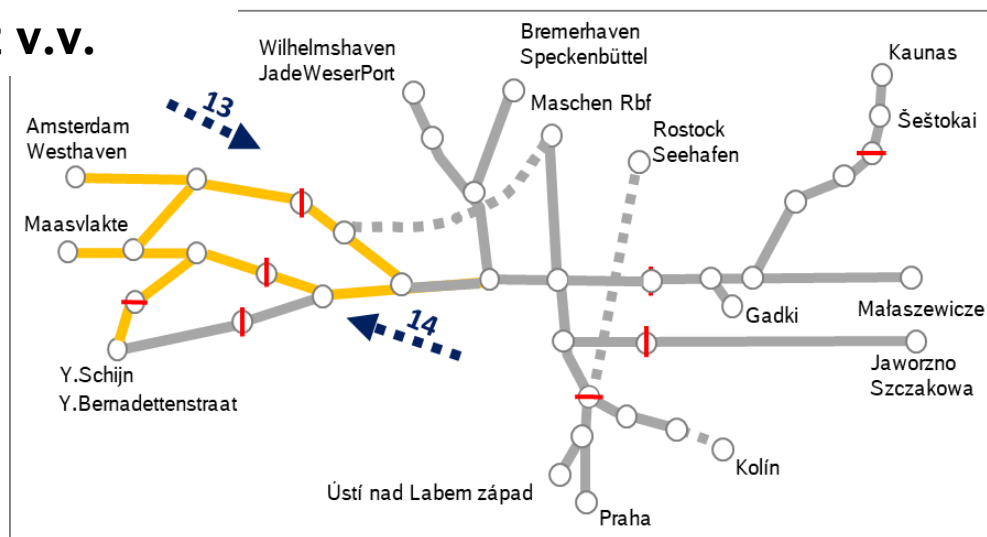 v.v.
Wilhelmshaven
JadeWeserPort
Bremerhaven
Speckenbüttel
Maschen Rbf
Rostock
Seehafen
Kaunas
Šeštokai
13
Amsterdam
Westhaven
Maasvlakte
14
Y.Schijn
Y.Bernadettenstraat
Gadki
Małaszewicze
Jaworzno
Szczakowa
Kolín
Ústí nad Labem západ
Praha